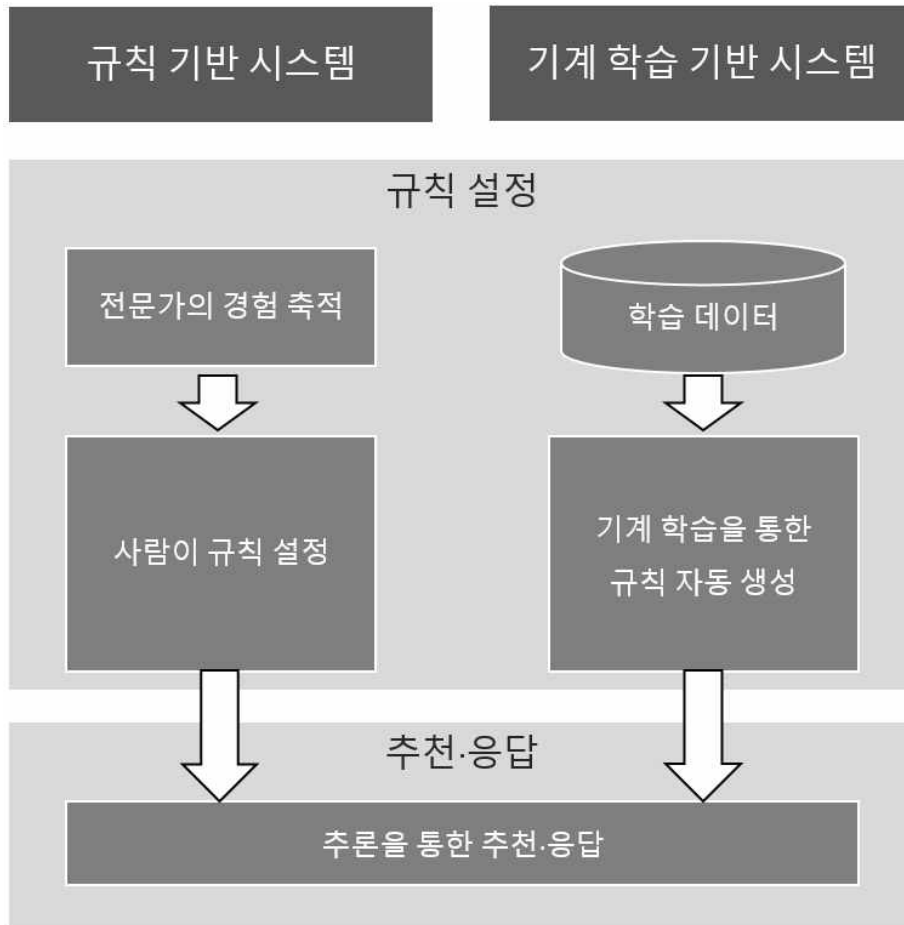 규칙 기반 시스템
기계 학습 기반 시스템
규칙 설정
전문가의 경험 축적
학습 데이터
사람이 규칙 설정
기계 학습을 통한
규칙 자동 생성
추천·응답
추론을 통한 추천·응답